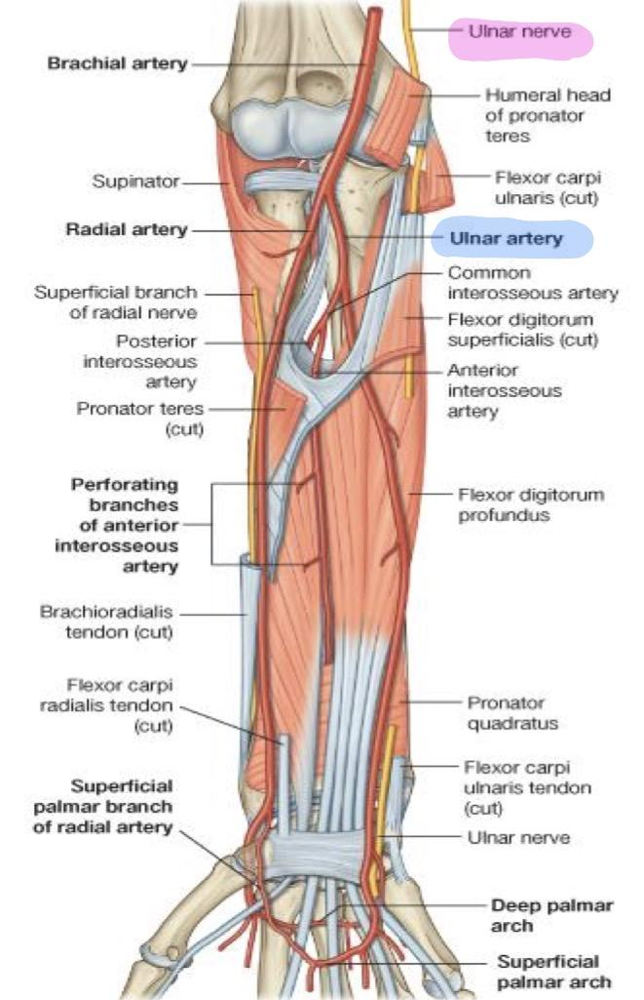 Ulnar nerve
Brachial artery
Humeral head
of pronator
teres
Supinator
Flexor carpi
ulnaris (cut)
Radial artery
Ulnar artery
Common
interosseous artery
Superficial branch
of radial nerve
Flexor digitorum
superficialis (cut)
Posterior
interosseous
artery
Anterior
interosseous
artery
Pronator teres
(cut)
Perforating
branches
of anterior
interosseous
artery
Flexor digitorum
profundus
Brachioradialis
tendon (cut)
Flexor carpi
radialis tendon
(cut)
Pronator
quadratus
Flexor carpi
ulnaris tendon
(cut)
Superficial
palmar branch
of radial artery
Ulnar nerve
Deep palmar
arch
Superficial
palmar arch